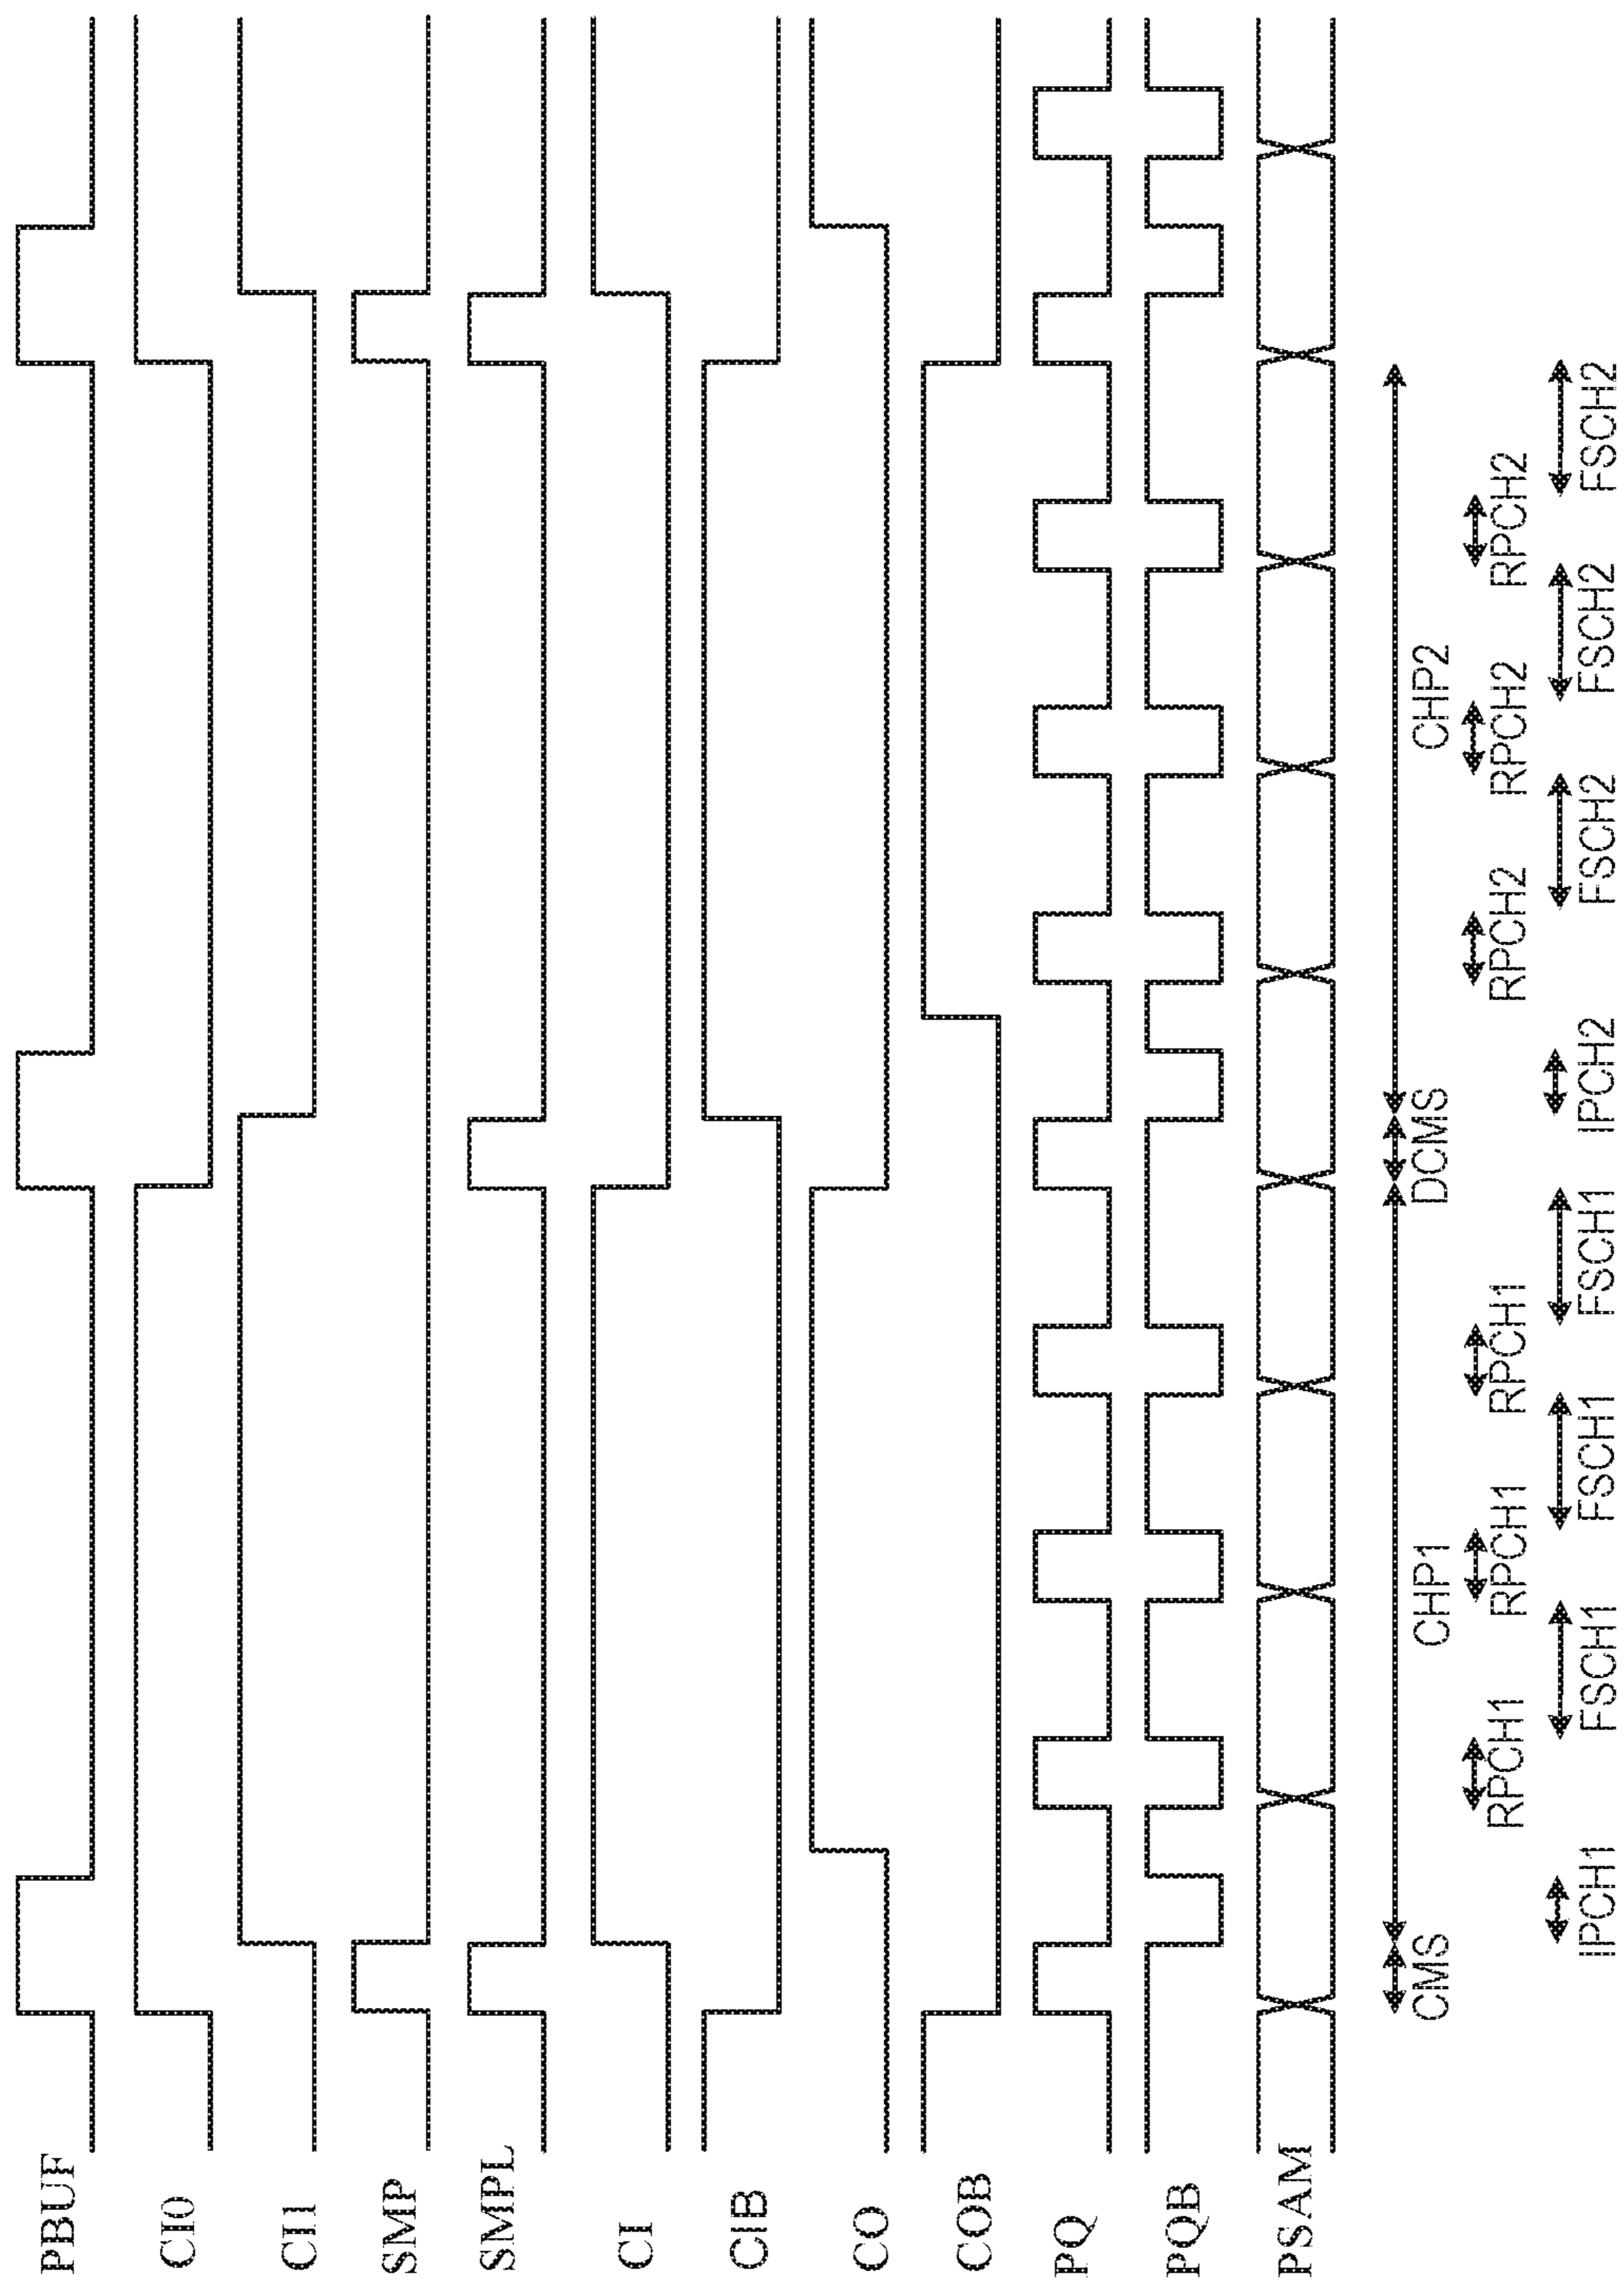 PBUF
CI0
CI1
SMP
SMPL
CI
CIB
CO
COB
PQ
PQB
PSAM
CMS
CHP1
DCMS
CHP2
RPCH1
RPCH1
RPCH1
RPCH2
RPCH2
RPCH2
IPCH1
FSCH1
FSCH1
FSCH1
IPCH2
FSCH2
FSCH2
FSCH2